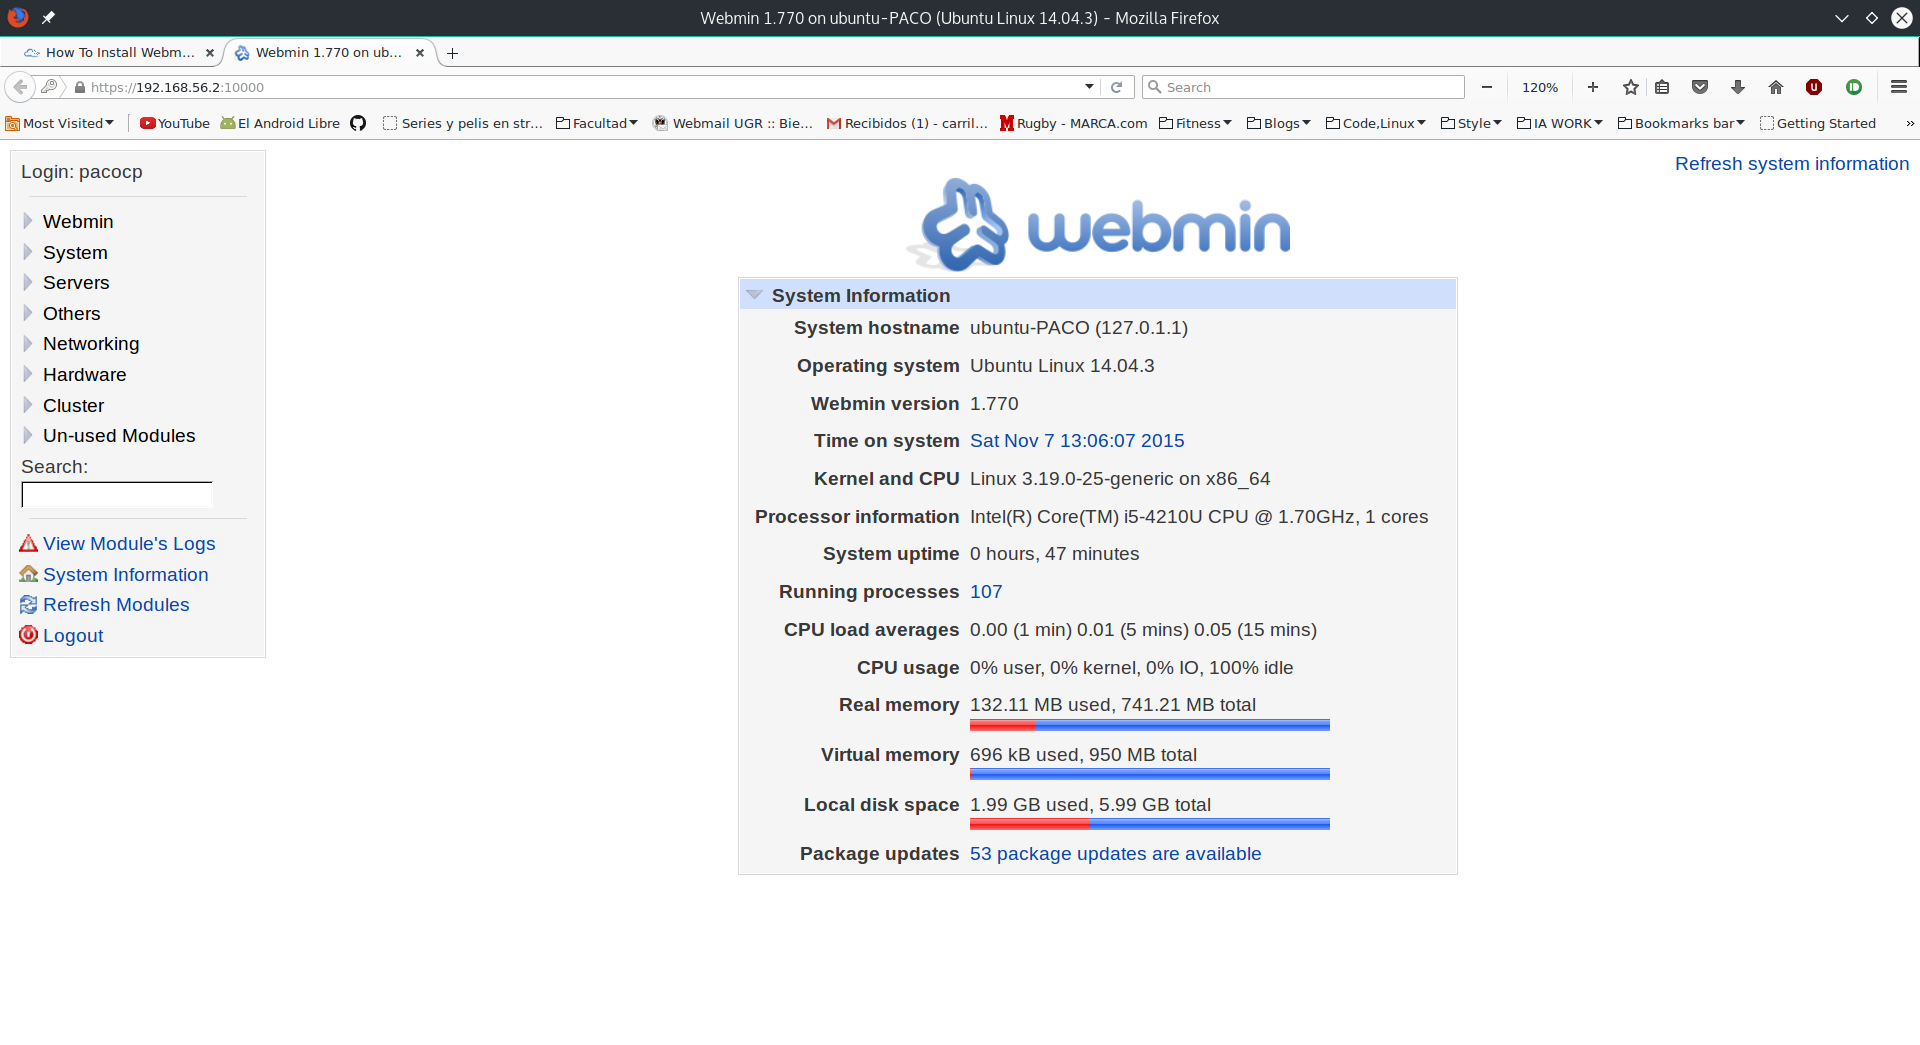 Webmin 1.770 on ubuntu-PACO (Ubuntu Linux 14.04.3) - Mozilla Firefox
How To Install Webm... Webmin 1.770 on ub...
https://192.168.56.2:10000 Search 120%
Most Visited YouTube El Android Libre Series y pelis en str... Facultad Webmail UGR :: Bie... Recibidos (1) - carril... Rugby - MARCA.com Fitness Blogs Code,Linux Style IA WORK Bookmarks bar Getting Started »
Login: pacocp
Webmin
System
Servers
Others
Networking
Hardware
Cluster
Un-used Modules
Search:
View Module's Logs
System Information
Refresh Modules
Logout
Refresh system information
webmin
System Information
System hostname ubuntu-PACO (127.0.1.1)
Operating system Ubuntu Linux 14.04.3
Webmin version 1.770
Time on system Sat Nov 7 13:06:07 2015
Kernel and CPU Linux 3.19.0-25-generic on x86_64
Processor information Intel(R) Core(TM) i5-4210U CPU @ 1.70GHz, 1 cores
System uptime 0 hours, 47 minutes
Running processes 107
CPU load averages 0.00 (1 min) 0.01 (5 mins) 0.05 (15 mins)
CPU usage 0% user, 0% kernel, 0% IO, 100% idle
Real memory 132.11 MB used, 741.21 MB total
Virtual memory 696 kB used, 950 MB total
Local disk space 1.99 GB used, 5.99 GB total
Package updates 53 package updates are available